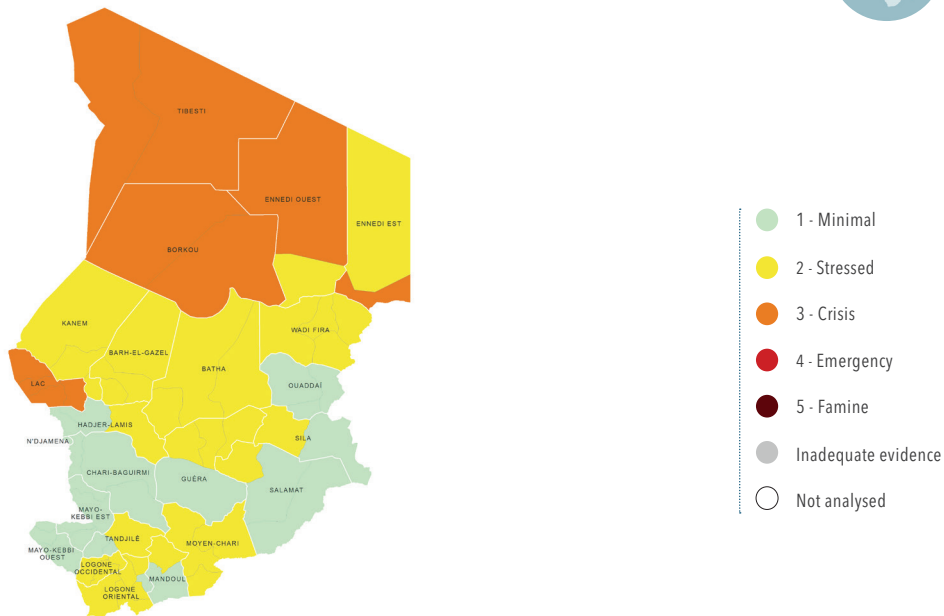 TIBESTI
ENNEDI OUEST
ENNEDI EST
BORKOU
KANEM
WADI FIRA
BARH-EL-GAZEL
BATHA
LAC
OUADDAÏ
HADJER-LAMIS
N'DJAMENA
SILA
CHARI-BAGUIRMI
GUÉRA
SALAMAT
MAYO-
KEBBI EST
TANDJILÉ
MOYEN-CHARI
MAYO-KEBBI
OUEST
LOGONE
OCCIDENTAL
MANDOUL
LOGONE
ORIENTAL
1 - Minimal
2 - Stressed
3 - Crisis
4 - Emergency
5 - Famine
Inadequate evidence
Not analysed